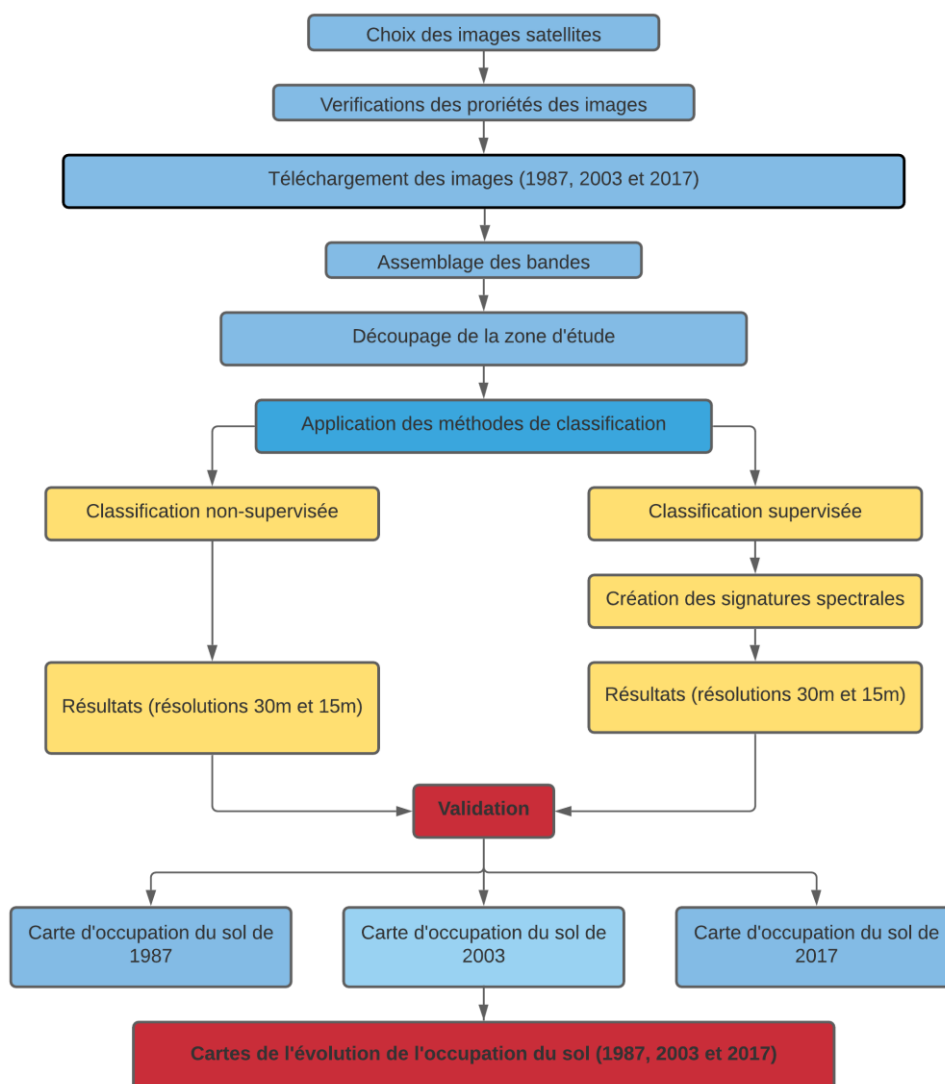 Choix des images satellites
Verifications des proriétés des images
Téléchargement des images (1987, 2003 et 2017)
Assemblage des bandes
Découpage de la zone d'étude
Application des méthodes de classification
Classification non-supervisée
Classification supervisée
Création des signatures spectrales
Résultats (résolutions 30m et 15m)
Résultats (résolutions 30m et 15m)
Validation
Carte d'occupation du sol de
1987
Carte d'occupation du sol de
2003
Carte d'occupation du sol de
2017
Cartes de l'évolution de l'occupation du sol (1987, 2003 et 2017)